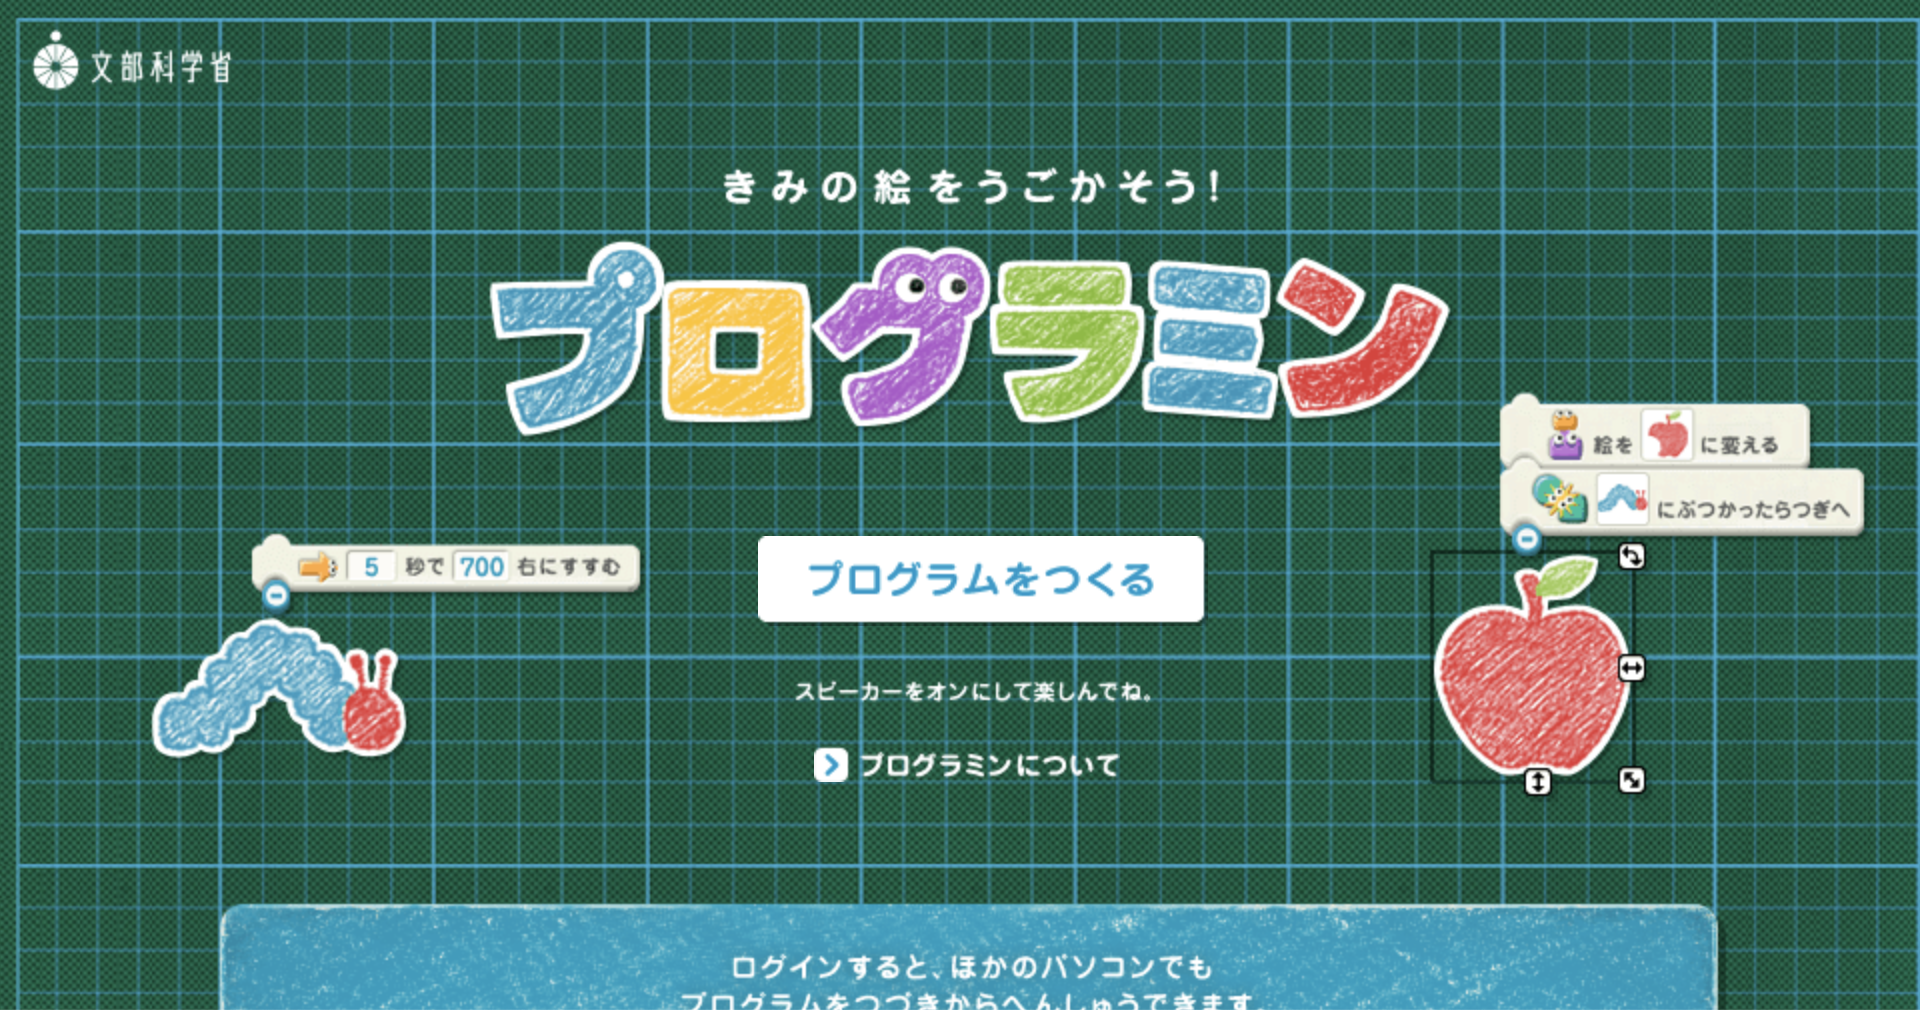 文部科学省
きみの絵をうごかそう！
プログラミン
絵を に変える
にぶつかったらつぎへ
5 秒で 700 右にすすむ
プログラムをつくる
スピーカーをオンにして楽しんでね。
プログラミンについて
ログインすると、ほかのパソコンでも
プログラムをつづきからへんしゅうできます。